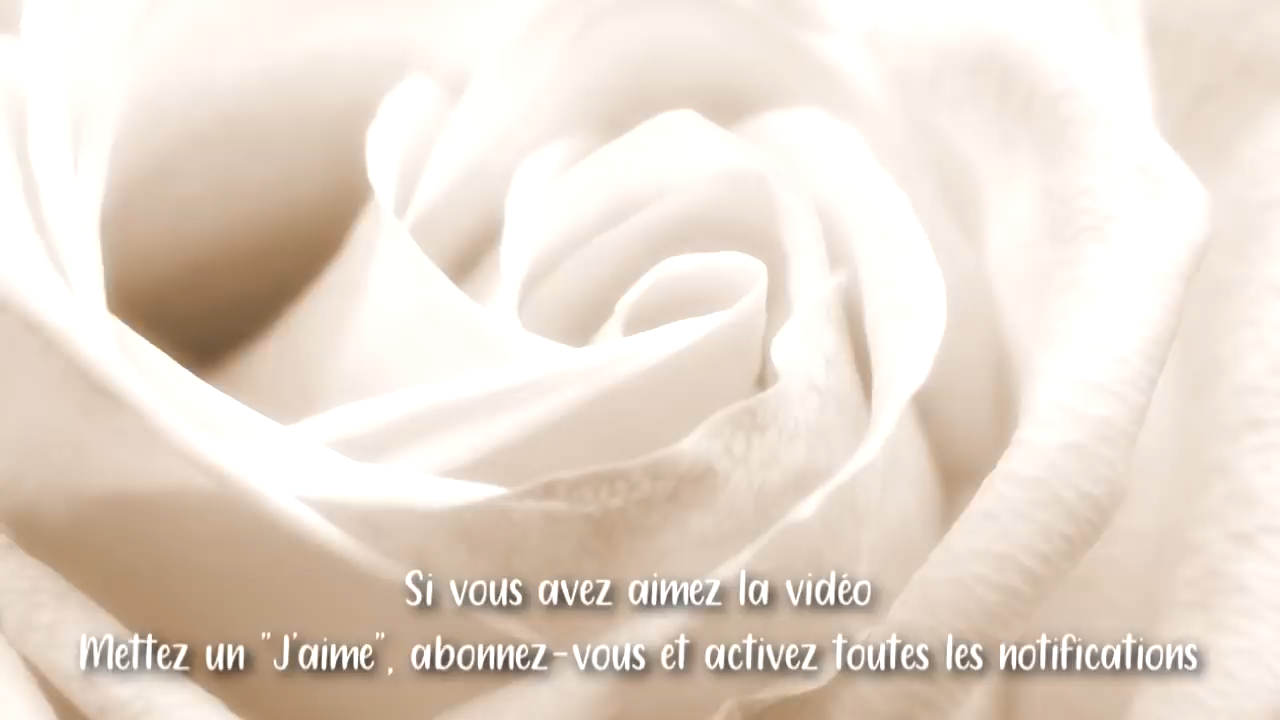 Si vous avez aimez la vidéo
Mettez un "J'aime", abonnez-vous et activez toutes les notifications